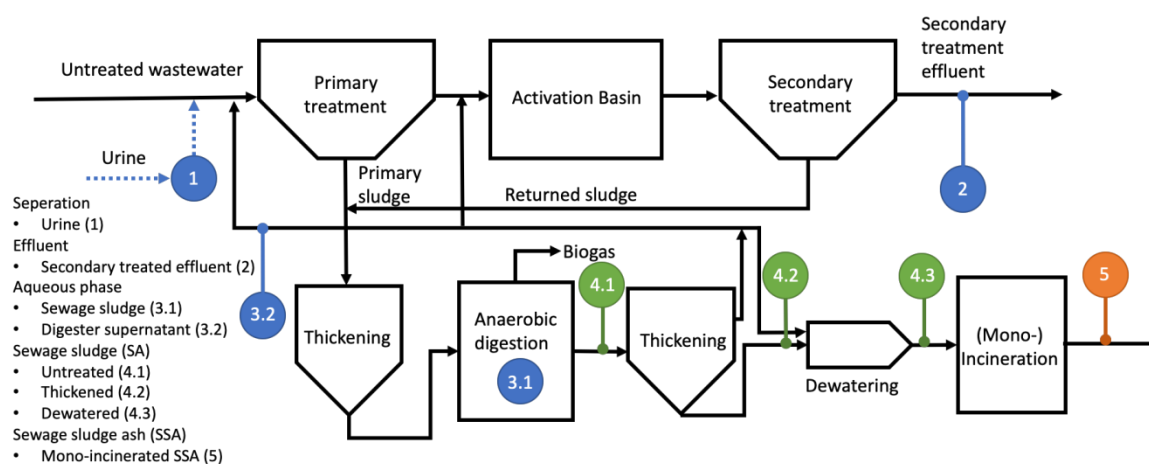 Untreated wastewater
Primary
treatment
Activation Basin
Secondary
treatment
Secondary
treatment
effluent
Urine
1
2
Primary
sludge
Returned sludge
Seperation
• Urine (1)
Effluent
• Secondary treated effluent (2)
Aqueous phase
• Sewage sludge (3.1)
• Digester supernatant (3.2)
Sewage sludge (SA)
• Untreated (4.1)
• Thickened (4.2)
• Dewatered (4.3)
Sewage sludge ash (SSA)
• Mono-incinerated SSA (5)
3.2
Thickening
Biogas
Anaerobic
digestion
3.1
4.1
Thickening
4.2
Dewatering
4.3
(Mono-)
Incineration
5